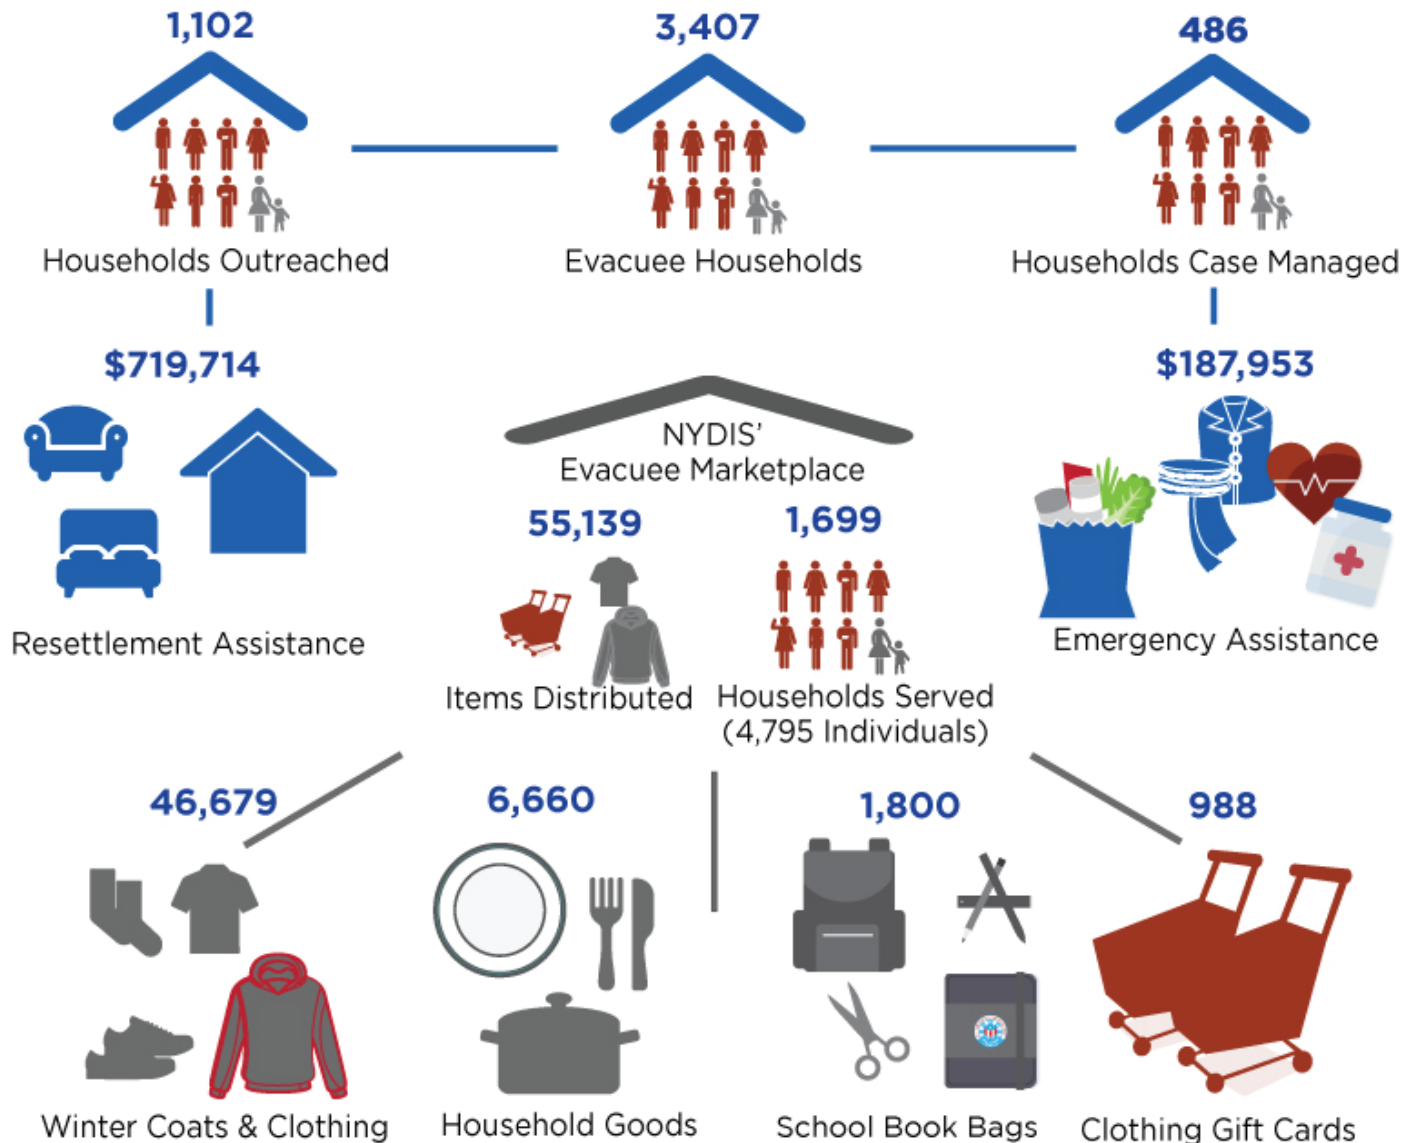 1,102
3,407
486
Households Outreached
Evacuee Households
Households Case Managed
$719,714
$187,953
NYDIS'
Evacuee Marketplace
55,139
1,699
Resettlement Assistance
Emergency Assistance
Items Distributed
Households Served
(4,795 Individuals)
46,679
6,660
1,800
988
Winter Coats & Clothing
Household Goods
School Book Bags
Clothing Gift Cards